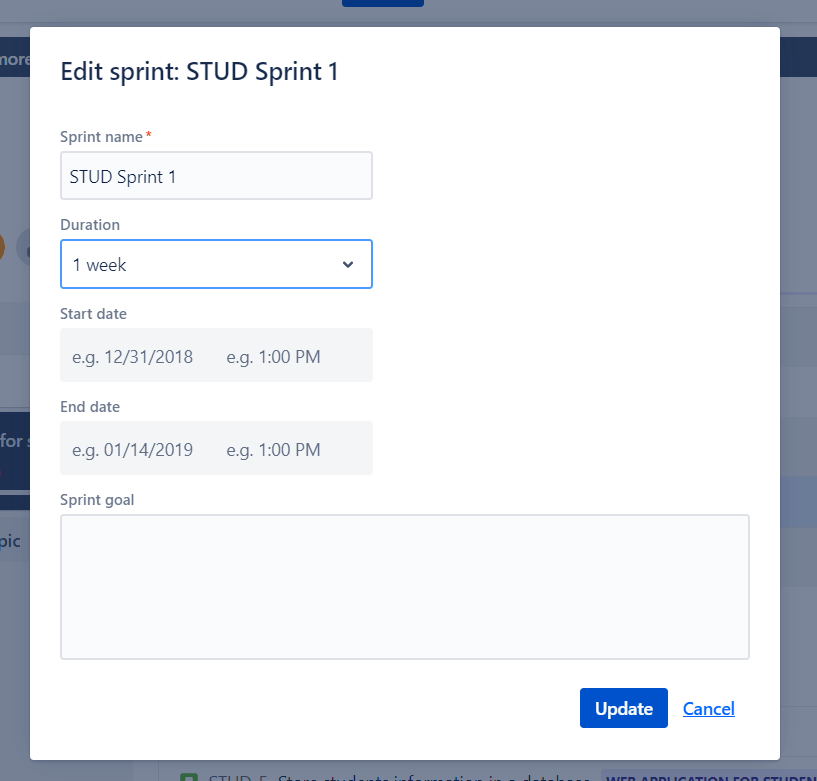 more
Edit sprint: STUD Sprint 1
Sprint name *
STUD Sprint 1
Duration
1 week
Start date
e.g. 12/31/2018 e.g. 1:00 PM
End date
e.g. 01/14/2019 e.g. 1:00 PM
for s
Sprint goal
pic
Update Cancel
STUD-5 Store students information in a database WEB APPLICATION FOR STUDEN